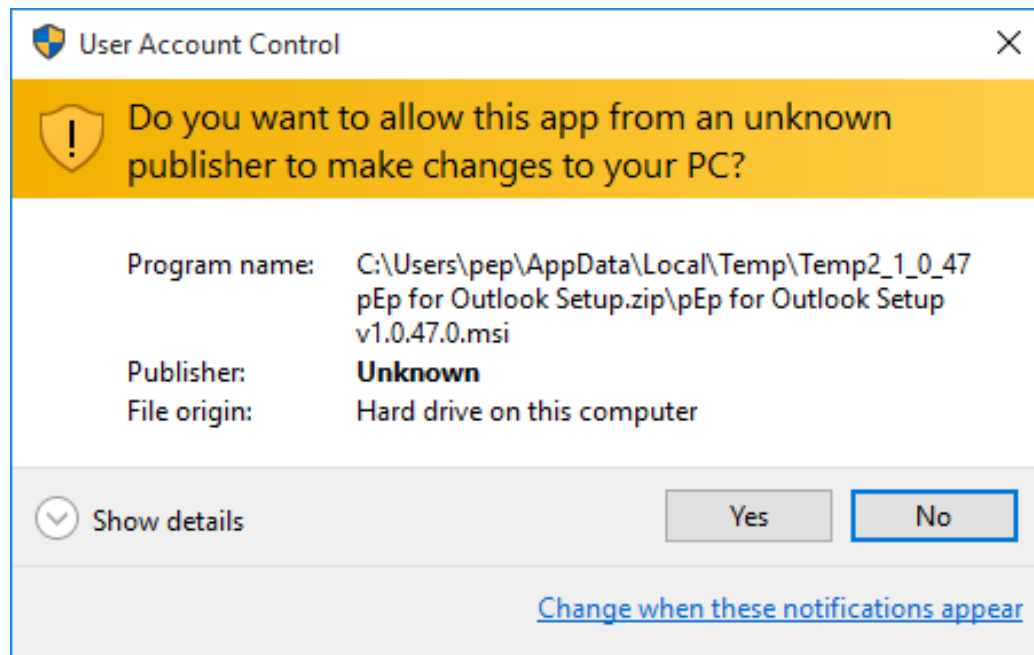 User Account Control
Do you want to allow this app from an unknown
publisher to make changes to your PC?
Program name: C:\Users\pep\AppData\Local\Temp\Temp2_1_0_47
pEp for Outlook Setup.zip\pEp for Outlook Setup
v1.0.47.0.msi
Publisher: Unknown
File origin: Hard drive on this computer
Show details Yes No
Change when these notifications appear